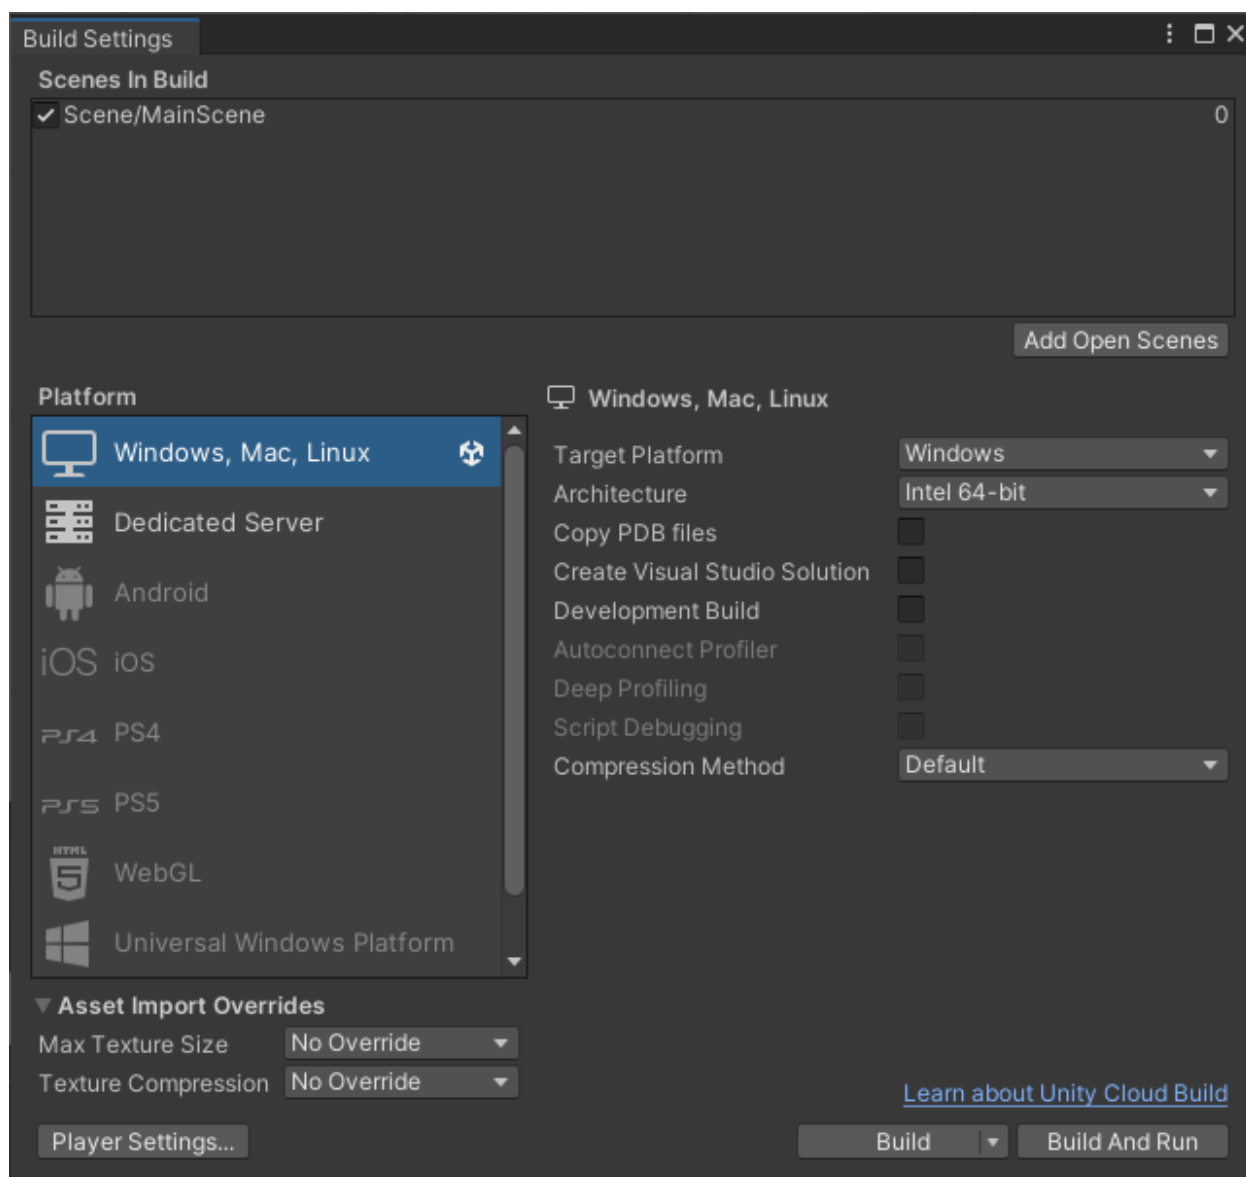 Build Settings
Scenes In Build
Scene/MainScene 0
Add Open Scenes
Platform
Windows, Mac, Linux
Dedicated Server
Android
iOS iOS
PS4 PS4
PS5 PS5
HTML
5 WebGL
Universal Windows Platform
Windows, Mac, Linux
Target Platform Windows
Architecture Intel 64-bit
Copy PDB files
Create Visual Studio Solution
Development Build
Autoconnect Profiler
Deep Profiling
Script Debugging
Compression Method Default
Asset Import Overrides
Max Texture Size No Override
Texture Compression No Override
Learn about Unity Cloud Build
Player Settings... Build Build And Run